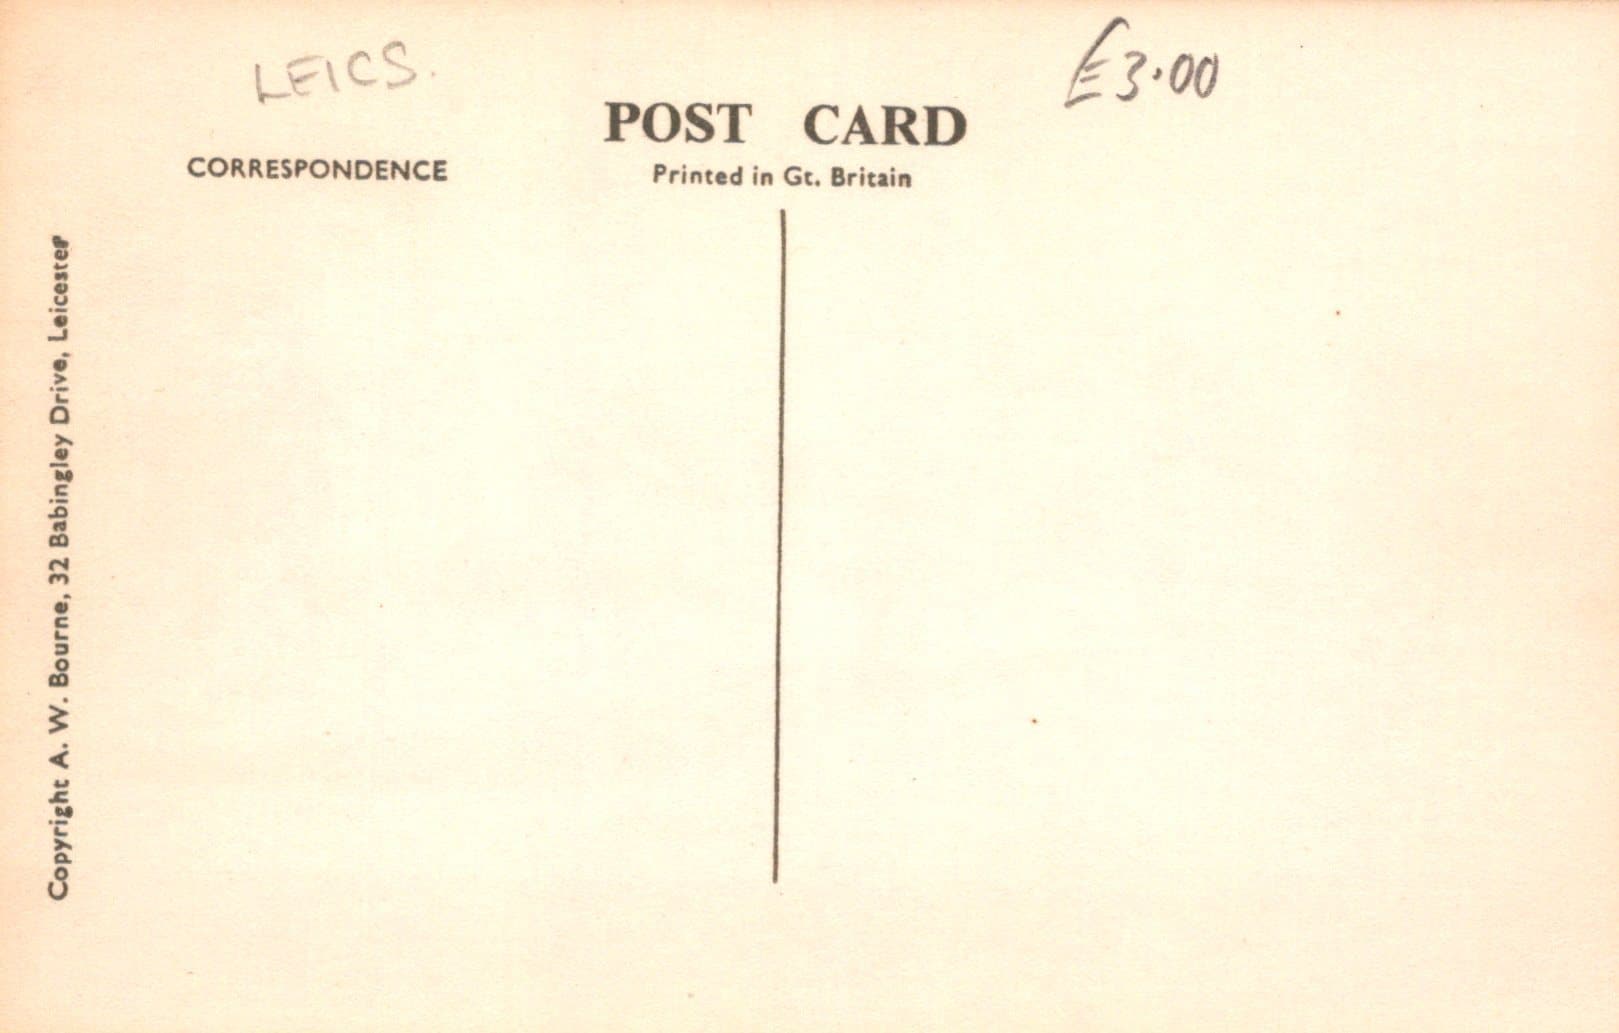 LEICS.
£3.00
POST CARD
CORRESPONDENCE
Printed in Gt. Britain
Copyright A. W. Bourne, 32 Babingley Drive, Leicester